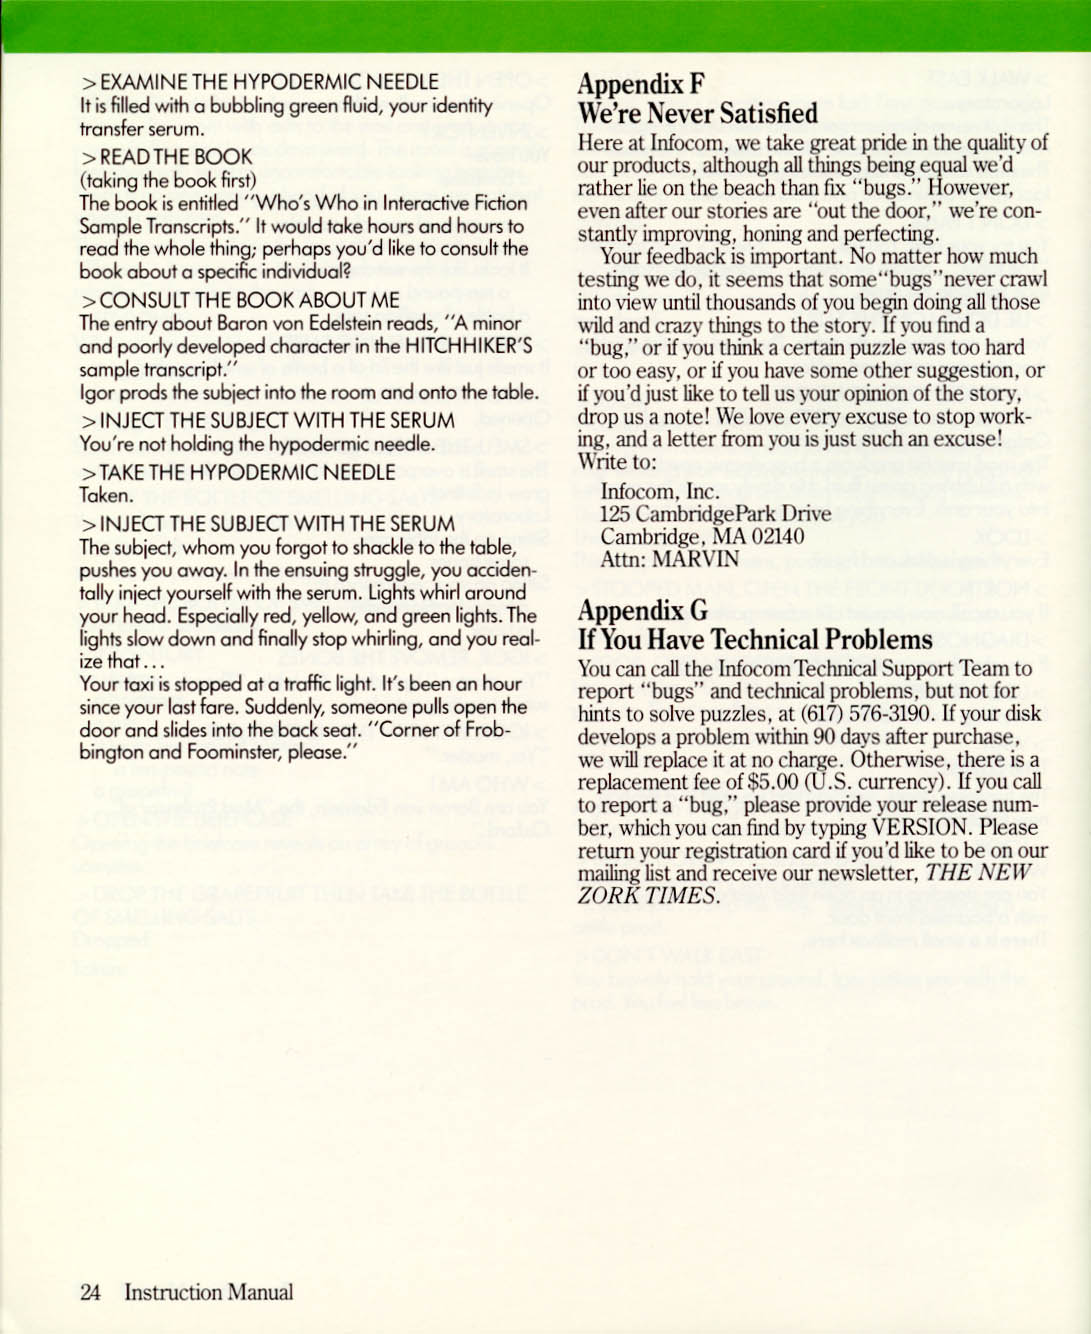 > EXAMINE THE HYPODERMIC NEEDLE
It is filled with a bubbling green fluid, your identity
transfer serum.
> READ THE BOOK
(taking the book first)
The book is entitled "Who's Who in Interactive Fiction
Sample Transcripts." It would take hours and hours to
read the whole thing; perhaps you'd like to consult the
book about a specific individual?
> CONSULT THE BOOK ABOUT ME
The entry about Baron von Edelstein reads, "A minor
and poorly developed character in the HITCHHIKER'S
sample transcript."
Igor prods the subject into the room and onto the table.
> INJECT THE SUBJECT WITH THE SERUM
You're not holding the hypodermic needle.
> TAKE THE HYPODERMIC NEEDLE
Taken.
> INJECT THE SUBJECT WITH THE SERUM
The subject, whom you forgot to shackle to the table,
pushes you away. In the ensuing struggle, you acciden-
tally inject yourself with the serum. Lights whirl around
your head. Especially red, yellow, and green lights. The
lights slow down and finally stop whirling, and you real-
ize that...
Your taxi is stopped at a traffic light. It's been an hour
since your last fare. Suddenly, someone pulls open the
door and slides into the back seat. "Corner of Frob-
bington and Foominster, please."
Appendix F
We're Never Satisfied
Here at Infocom, we take great pride in the quality of
our products, although all things being equal we'd
rather lie on the beach than fix "bugs." However,
even after our stories are "out the door," we're con-
stantly improving, honing and perfecting.
Your feedback is important. No matter how much
testing we do, it seems that some"bugs"never crawl
into view until thousands of you begin doing all those
wild and crazy things to the story. If you find a
"bug," or if you think a certain puzzle was too hard
or too easy, or if you have some other suggestion, or
if you'd just like to tell us your opinion of the story,
drop us a note! We love every excuse to stop work-
ing, and a letter from you is just such an excuse!
Write to:
Infocom, Inc.
125 CambridgePark Drive
Cambridge, MA 02140
Attn: MARVIN
Appendix G
If You Have Technical Problems
You can call the Infocom Technical Support Team to
report "bugs" and technical problems, but not for
hints to solve puzzles, at (617) 576-3190. If your disk
develops a problem within 90 days after purchase,
we will replace it at no charge. Otherwise, there is a
replacement fee of $5.00 (U.S. currency). If you call
to report a "bug," please provide your release num-
ber, which you can find by typing VERSION. Please
return your registration card if you'd like to be on our
mailing list and receive our newsletter, THE NEW
ZORK TIMES.
24 Instruction Manual